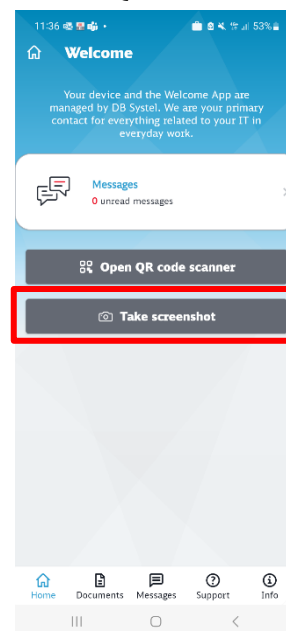 11:36
53%
Welcome
Your device and the Welcome App are
managed by DB Systel. We are your primary
contact for everything related to your IT in
everyday work.
Messages
0 unread messages
Open QR code scanner
Take screenshot
Home Documents Messages Support Info